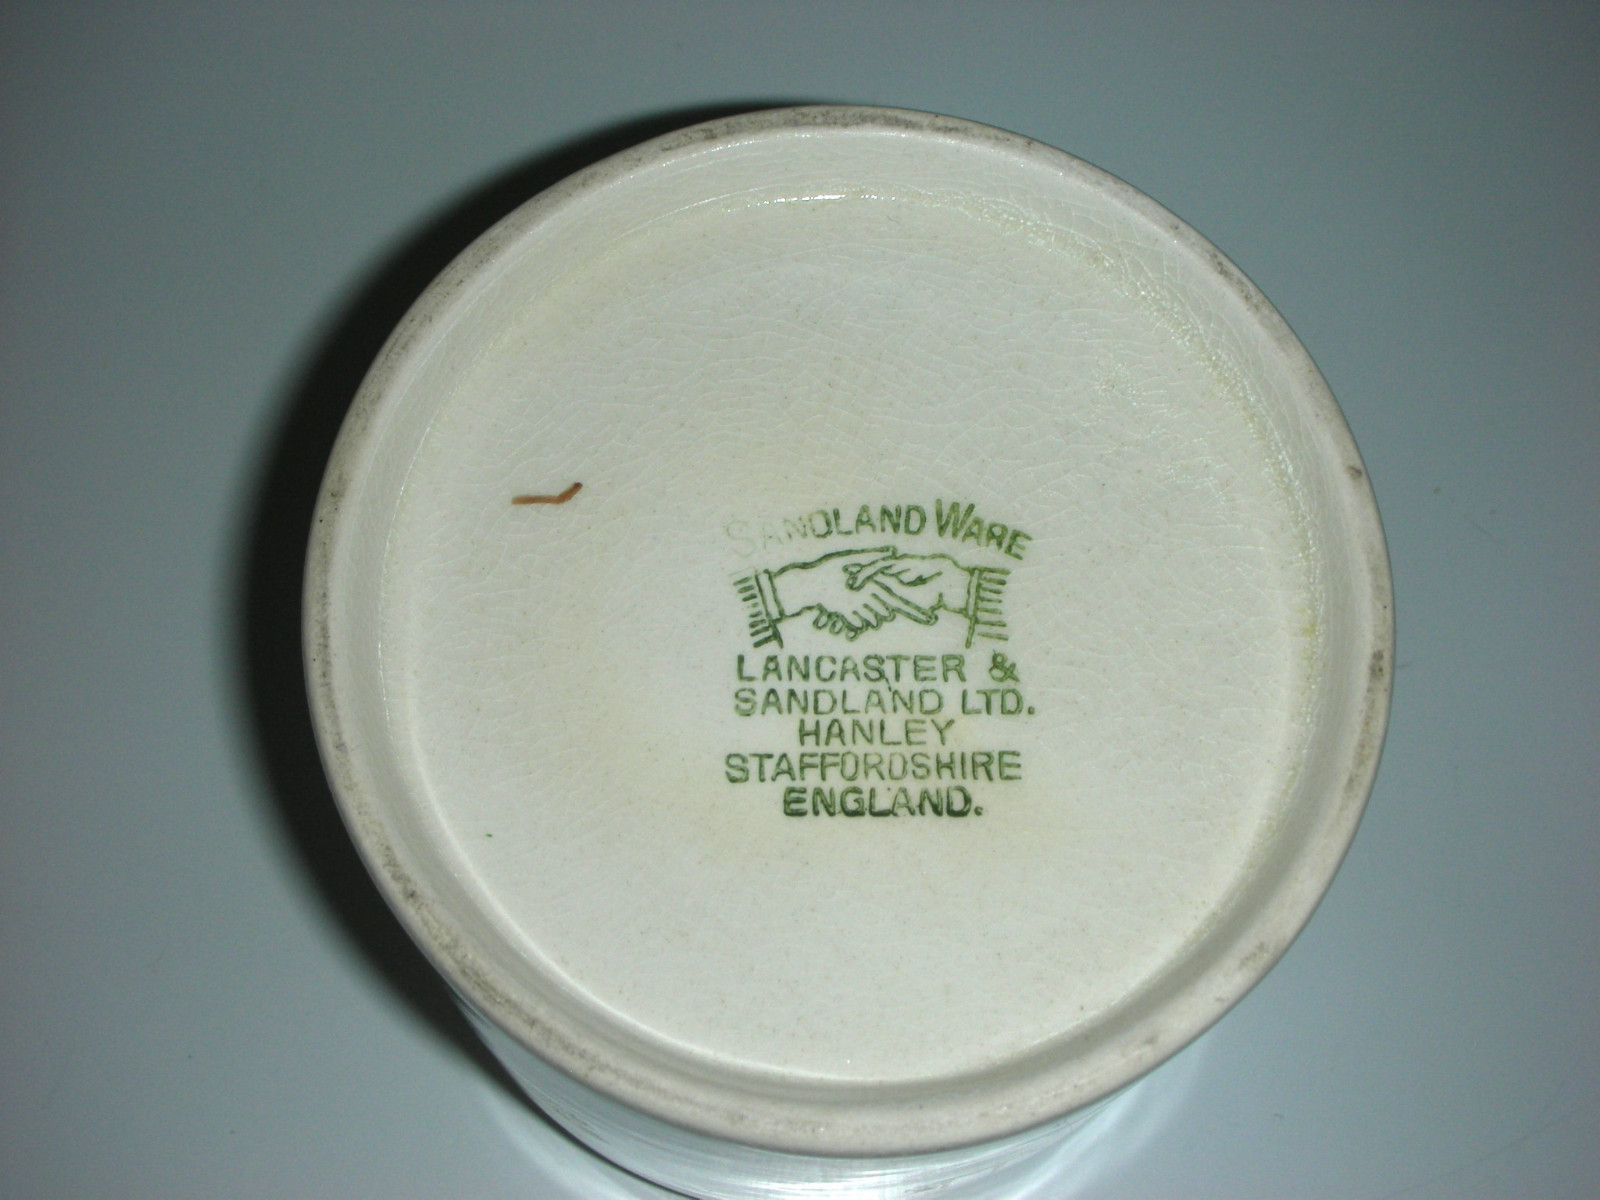 SANDLAND WARE
LANCASTER &
SANDLAND LTD.
HANLEY
STAFFORDSHIRE
ENGLAND.